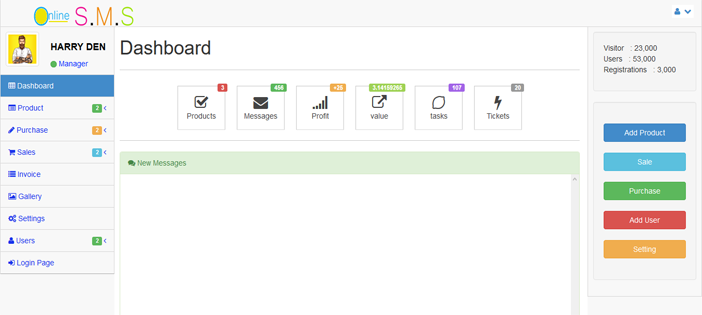 Online S.M.S
HARRY DEN
Manager
Dashboard
Product 2
Purchase 2
Sales 2
Invoice
Gallery
Settings
Users 2
Login Page
Dashboard
3 456 +25 3.14159265 107 20
Products Messages Profit value tasks Tickets
New Messages
Visitor : 23,000
Users : 53,000
Registrations : 3,000
Add Product
Sale
Purchase
Add User
Setting